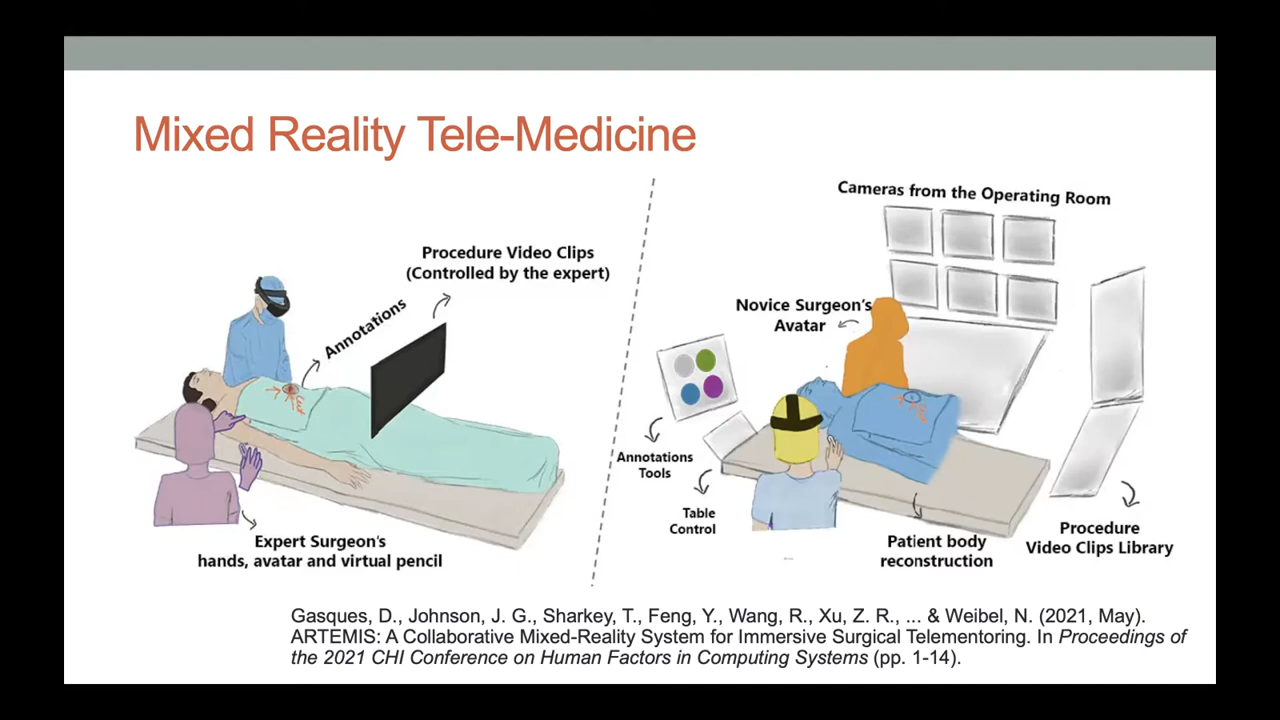 Mixed Reality Tele-Medicine
Procedure Video Clips
(Controlled by the expert)
Annotations
Expert Surgeon's
hands, avatar and virtual pencil
Cameras from the Operating Room
Novice Surgeon's
Avatar
Annotations
Tools
Table
Control
Patient body
reconstruction
Procedure
Video Clips Library
Gasques, D., Johnson, J. G., Sharkey, T., Feng, Y., Wang, R., Xu, Z. R., ... & Weibel, N. (2021, May).
ARTEMIS: A Collaborative Mixed-Reality System for Immersive Surgical Telementoring. In Proceedings of
the 2021 CHI Conference on Human Factors in Computing Systems (pp. 1-14).